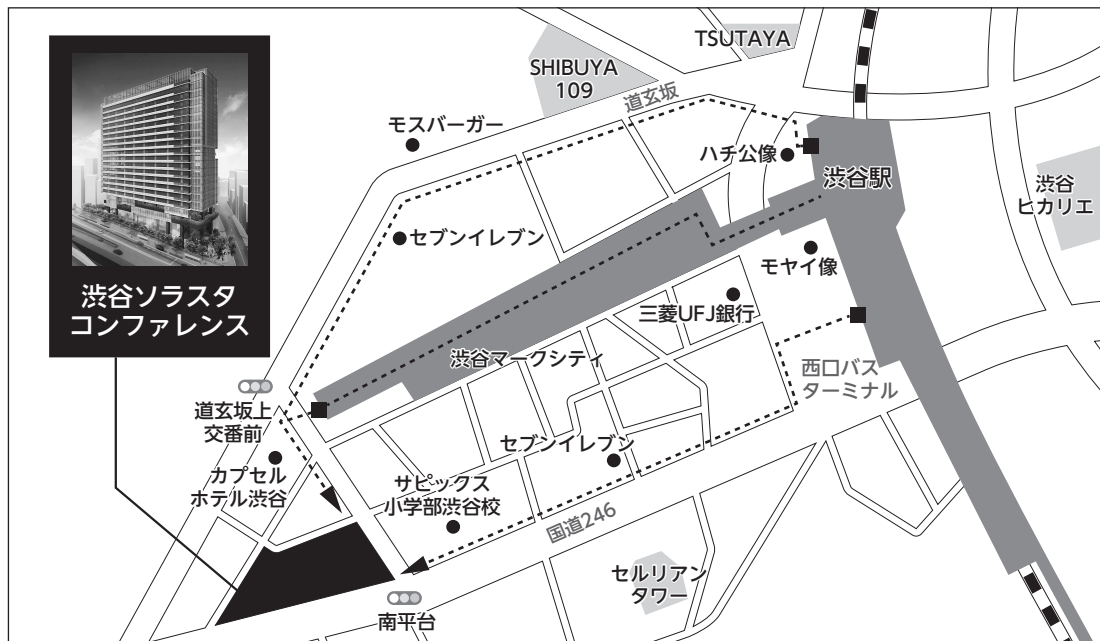 TSUTAYA
SHIBUYA
109
道玄坂
モスバーガー
ハチ公像
渋谷駅
渋谷
ヒカリエ
セブンイレブン
モヤイ像
渋谷ソラスタ
コンファレンス
三菱UFJ銀行
渋谷マークシティ
西口バス
ターミナル
道玄坂上
交番前
セブンイレブン
カプセル
ホテル渋谷
サピックス
小学部渋谷校
国道246
セルリアン
タワー
南平台